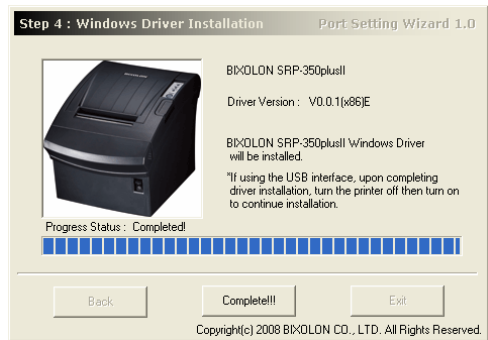 Step 4 : Windows Driver Installation Port Setting Wizard 1.0
BIXOLON SRP-350plusII
Driver Version : V0.0.1(x86)E
BIXOLON SRP-350plusII Windows Driver
will be installed.
*If using the USB interface, upon completing
driver installation, turn the printer off then turn on
to continue installation.
Progress Status : Completed!
Back Complete!!! Exit
Copyright(c) 2008 BIXOLON CO., LTD. All Rights Reserved.